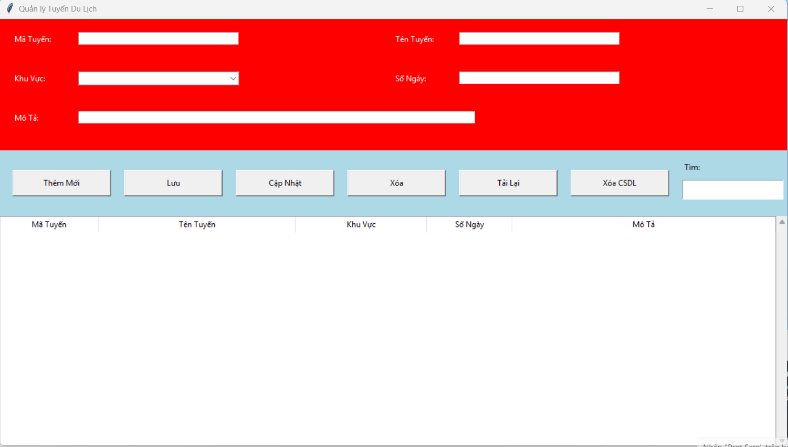 Quản lý Tuyến Du Lịch
Mã Tuyến: Tên Tuyến:
Khu Vực: Số Ngày:
Mô Tả:
Tìm:
Thêm Mới Lưu Cập Nhật Xóa Tải Lại Xóa CSDL
Mã Tuyến Tên Tuyến Khu Vực Số Ngày Mô Tả